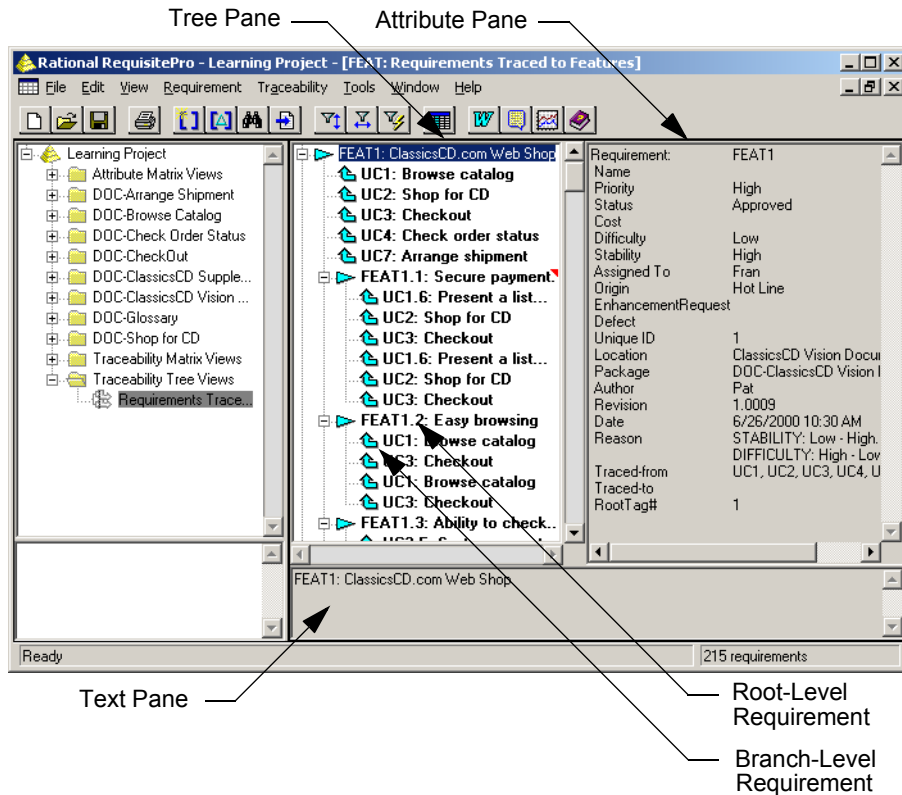 Tree Pane
Attribute Pane
Rational RequisitePro - Learning Project - [FEAT: Requirements Traced to Features]
File Edit View Requirement Traceability Tools Window Help
Learning Project
Attribute Matrix Views
DOC-Arrange Shipment
DOC-Browse Catalog
DOC-Check Order Status
DOC-CheckOut
DOC-ClassicsCD Supple...
DOC-ClassicsCD Vision ...
DOC-Glossary
DOC-Shop for CD
Traceability Matrix Views
Traceability Tree Views
Requirements Trace...
FEAT1: ClassicsCD.com Web Shop
UC1: Browse catalog
UC2: Shop for CD
UC3: Checkout
UC4: Check order status
UC7: Arrange shipment
FEAT1.1: Secure payment.
UC1.6: Present a list...
UC2: Shop for CD
UC3: Checkout
UC1.6: Present a list...
UC2: Shop for CD
UC3: Checkout
FEAT1.2: Easy browsing
UC1: Browse catalog
UC3: Checkout
UC1: Browse catalog
UC3: Checkout
FEAT1.3: Ability to check..
Requirement: FEAT1
Name
Priority High
Status Approved
Cost
Difficulty Low
Stability High
Assigned To Fran
Origin Hot Line
EnhancementRequest
Defect
Unique ID 1
Location ClassicsCD Vision Docu
Package DOC-ClassicsCD Vision
Author Pat
Revision 1.0009
Date 6/26/2000 10:30 AM
Reason STABILITY: Low - High.
DIFFICULTY: High - Low
Traced-from UC1, UC2, UC3, UC4, U
Traced-to
RootTag# 1
FEAT1: ClassicsCD.com Web Shop
Ready
215 requirements
Text Pane
Root-Level
Requirement
Branch-Level
Requirement